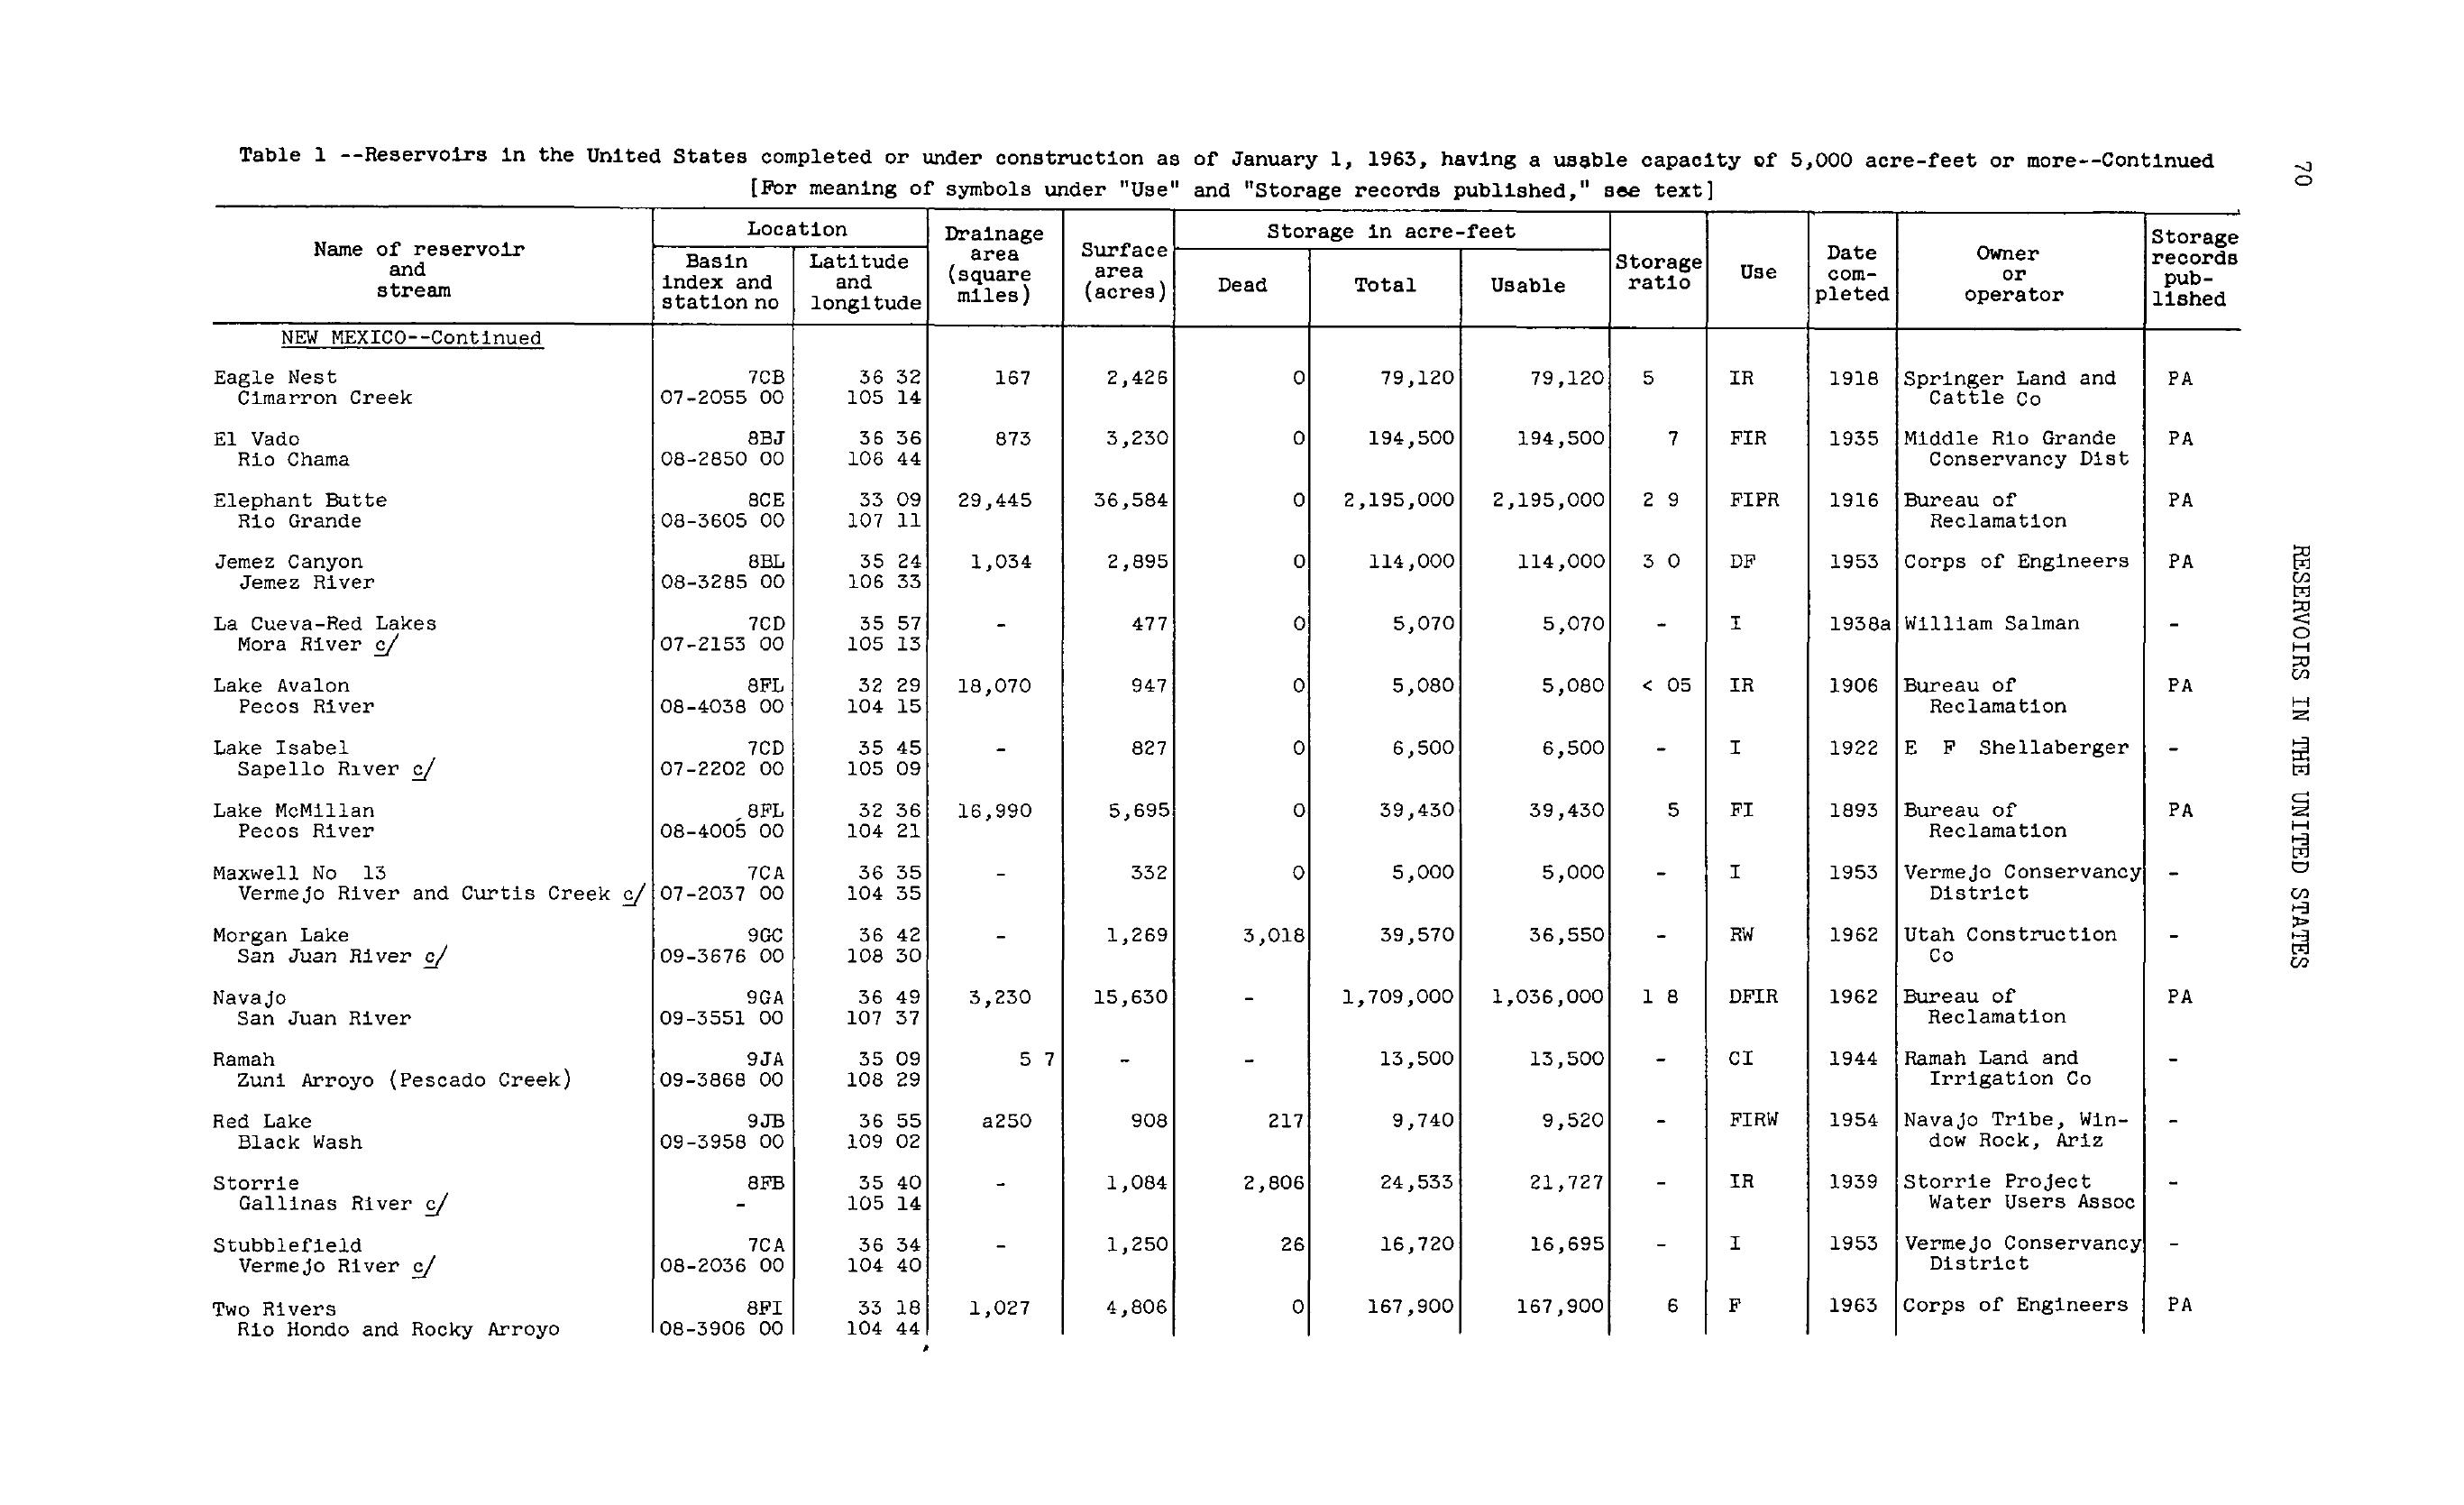 Table 1 --Reservoirs in the United States completed or under construction as of January 1, 1963, having a usable capacity of 5,000 acre-feet or more--Continued
[For meaning of symbols under "Use" and "Storage records published," see text]
70
RESERVOIRS IN THE UNITED STATES
Name of reservoir and stream | Location | Drainage area (square miles) | Surface area (acres) | Storage in acre-feet | Storage ratio | Use | Date com-pleted | Owner or operator | Storage records pub-lished
Basin index and station no | Latitude and longitude | Dead | Total | Usable
NEW MEXICO--Continued
Eagle Nest 7CB 36 32 167 2,426 0 79,120 79,120 5 IR 1918 Springer Land and PA
Cimarron Creek 07-2055 00 105 14 Cattle Co
El Vado 8BJ 36 36 873 3,230 0 194,500 194,500 7 FIR 1935 Middle Rio Grande PA
Rio Chama 08-2850 00 106 44 Conservancy Dist
Elephant Butte 8CE 33 09 29,445 36,584 0 2,195,000 2,195,000 2 9 FIPR 1916 Bureau of PA
Rio Grande 08-3605 00 107 11 Reclamation
Jemez Canyon 8BL 35 24 1,034 2,895 0 114,000 114,000 3 0 DF 1953 Corps of Engineers PA
Jemez River 08-3285 00 106 33
La Cueva-Red Lakes 7CD 35 57 - 477 0 5,070 5,070 - I 1938a William Salman -
Mora River c/ 07-2153 00 105 13
Lake Avalon 8FL 32 29 18,070 947 0 5,080 5,080 < 05 IR 1906 Bureau of PA
Pecos River 08-4038 00 104 15 Reclamation
Lake Isabel 7CD 35 45 - 827 0 6,500 6,500 - I 1922 E F Shellaberger -
Sapello River c/ 07-2202 00 105 09
Lake McMillan 8FL 32 36 16,990 5,695 0 39,430 39,430 5 FI 1893 Bureau of PA
Pecos River 08-4005 00 104 21 Reclamation
Maxwell No 13 7CA 36 35 - 332 0 5,000 5,000 - I 1953 Vermejo Conservancy -
Vermejo River and Curtis Creek c/ 07-2037 00 104 35 District
Morgan Lake 9GC 36 42 - 1,269 3,018 39,570 36,550 - RW 1962 Utah Construction -
San Juan River c/ 09-3676 00 108 30 Co
Navajo 9GA 36 49 3,230 15,630 - 1,709,000 1,036,000 1 8 DFIR 1962 Bureau of PA
San Juan River 09-3551 00 107 37 Reclamation
Ramah 9JA 35 09 5 7 - - 13,500 13,500 - CI 1944 Ramah Land and -
Zuni Arroyo (Pescado Creek) 09-3868 00 108 29 Irrigation Co
Red Lake 9JB 36 55 a250 908 217 9,740 9,520 - FIRW 1954 Navajo Tribe, Win- -
Black Wash 09-3958 00 109 02 dow Rock, Ariz
Storrie 8FB 35 40 - 1,084 2,806 24,533 21,727 - IR 1939 Storrie Project -
Gallinas River c/ - 105 14 Water Users Assoc
Stubblefield 7CA 36 34 - 1,250 26 16,720 16,695 - I 1953 Vermejo Conservancy -
Vermejo River c/ 08-2036 00 104 40 District
Two Rivers 8FI 33 18 1,027 4,806 0 167,900 167,900 6 F 1963 Corps of Engineers PA
Rio Hondo and Rocky Arroyo 08-3906 00 104 44